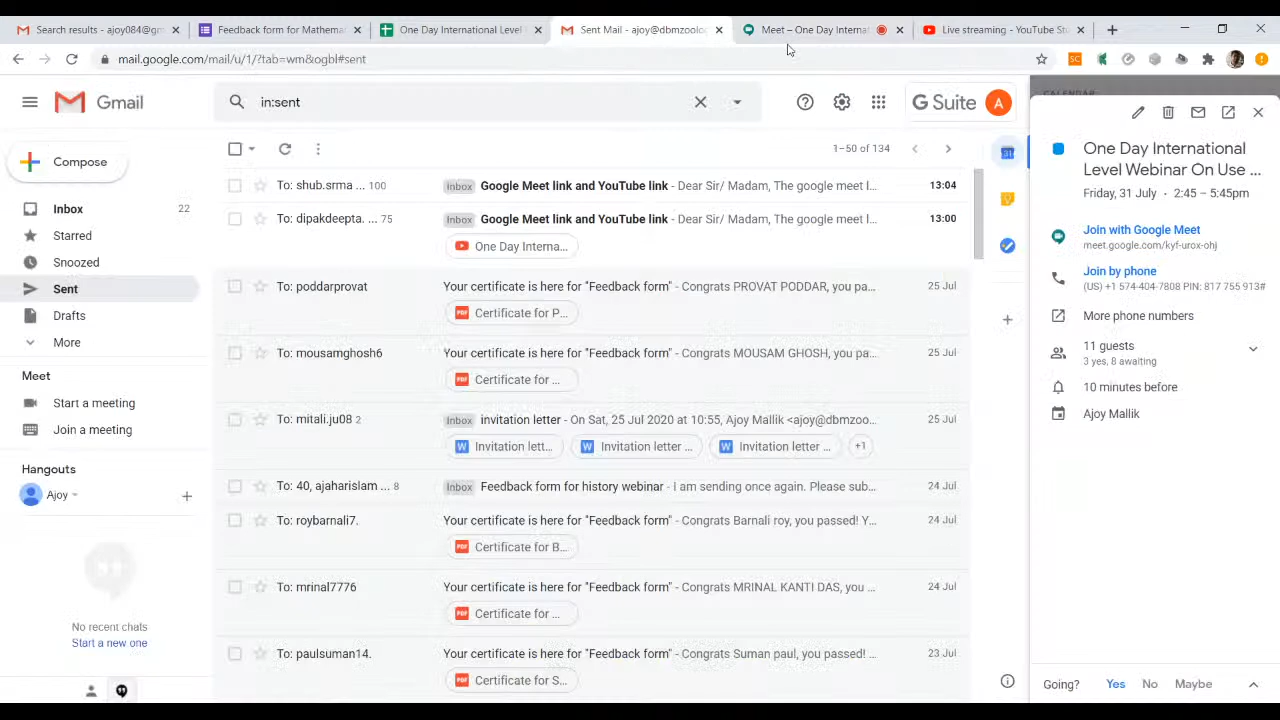 Search results - ajoy084@gm
Feedback form for Mathema
One Day International Level
Sent Mail - ajoy@dbmzoolog
Meet – One Day Internat
Live streaming - YouTube Stu
mail.google.com/mail/u/1/?tab=wm&ogbl#sent
SC
Gmail
in:sent
G Suite
A
Compose
1–50 of 134
Inbox 22
Starred
Snoozed
Sent
Drafts
More
Meet
Start a meeting
Join a meeting
Hangouts
Ajoy
No recent chats
Start a new one
To: shub.srma ... 100 Inbox Google Meet link and YouTube link - Dear Sir/ Madam, The google meet l... 13:04
To: dipakdeepta. ... 75 Inbox Google Meet link and YouTube link - Dear Sir/ Madam, The google meet l... 13:00
One Day Interna...
To: poddarprovat Your certificate is here for "Feedback form" - Congrats PROVAT PODDAR, you pa... 25 Jul
PDF Certificate for P...
To: mousamghosh6 Your certificate is here for "Feedback form" - Congrats MOUSAM GHOSH, you pa... 25 Jul
PDF Certificate for ...
To: mitali.ju08 2 Inbox invitation letter - On Sat, 25 Jul 2020 at 10:55, Ajoy Mallik <ajoy@dbmzoo... 25 Jul
W Invitation lett... W Invitation letter ... W Invitation letter ... +1
To: 40, ajaharislam ... 8 Inbox Feedback form for history webinar - I am sending once again. Please sub... 24 Jul
To: roybarnali7. Your certificate is here for "Feedback form" - Congrats Barnali roy, you passed! Y... 24 Jul
PDF Certificate for B...
To: mrinal7776 Your certificate is here for "Feedback form" - Congrats MRINAL KANTI DAS, you ... 24 Jul
PDF Certificate for ...
To: paulsuman14. Your certificate is here for "Feedback form" - Congrats Suman paul, you passed! ... 23 Jul
PDF Certificate for S...
31
CALENDAR
One Day International
Level Webinar On Use ...
Friday, 31 July · 2:45 – 5:45pm
Join with Google Meet
meet.google.com/kyf-urox-ohj
Join by phone
(US) +1 574-404-7808 PIN: 817 755 913#
More phone numbers
11 guests
3 yes, 8 awaiting
10 minutes before
Ajoy Mallik
Going? Yes No Maybe